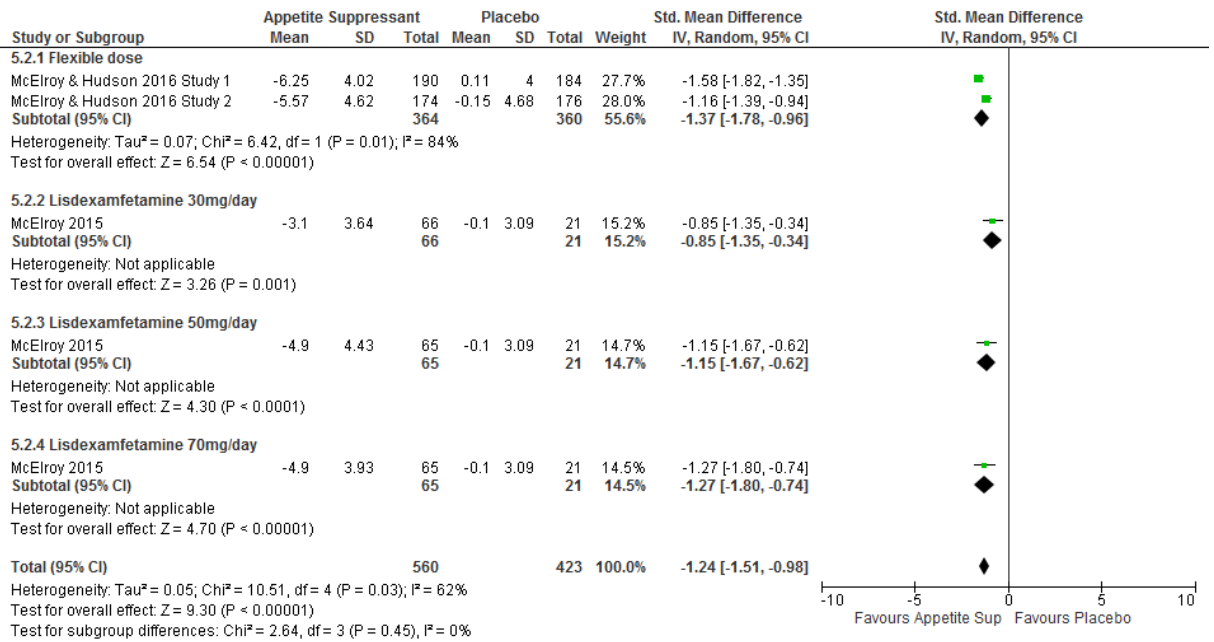 Appetite Suppressant Placebo Std. Mean Difference Std. Mean Difference
Study or Subgroup Mean SD Total Mean SD Total Weight IV, Random, 95% CI IV, Random, 95% CI
5.2.1 Flexible dose
McElroy & Hudson 2016 Study 1 -6.25 4.02 190 0.11 4 184 27.7% -1.58 [-1.82, -1.35]
McElroy & Hudson 2016 Study 2 -5.57 4.62 174 -0.15 4.68 176 28.0% -1.16 [-1.39, -0.94]
Subtotal (95% CI) 364 360 55.6% -1.37 [-1.78, -0.96]
Heterogeneity: Tau² = 0.07; Chi² = 6.42, df = 1 (P = 0.01); I² = 84%
Test for overall effect: Z = 6.54 (P < 0.00001)
5.2.2 Lisdexamfetamine 30mg/day
McElroy 2015 -3.1 3.64 66 -0.1 3.09 21 15.2% -0.85 [-1.35, -0.34]
Subtotal (95% CI) 66 21 15.2% -0.85 [-1.35, -0.34]
Heterogeneity: Not applicable
Test for overall effect: Z = 3.26 (P = 0.001)
5.2.3 Lisdexamfetamine 50mg/day
McElroy 2015 -4.9 4.43 65 -0.1 3.09 21 14.7% -1.15 [-1.67, -0.62]
Subtotal (95% CI) 65 21 14.7% -1.15 [-1.67, -0.62]
Heterogeneity: Not applicable
Test for overall effect: Z = 4.30 (P < 0.0001)
5.2.4 Lisdexamfetamine 70mg/day
McElroy 2015 -4.9 3.93 65 -0.1 3.09 21 14.5% -1.27 [-1.80, -0.74]
Subtotal (95% CI) 65 21 14.5% -1.27 [-1.80, -0.74]
Heterogeneity: Not applicable
Test for overall effect: Z = 4.70 (P < 0.00001)
Total (95% CI) 560 423 100.0% -1.24 [-1.51, -0.98]
Heterogeneity: Tau² = 0.05; Chi² = 10.51, df = 4 (P = 0.03); I² = 62%
Test for overall effect: Z = 9.30 (P < 0.00001)
Test for subgroup differences: Chi² = 2.64, df = 3 (P = 0.45), I² = 0%
-10 -5 0 5 10
Favours Appetite Sup Favours Placebo